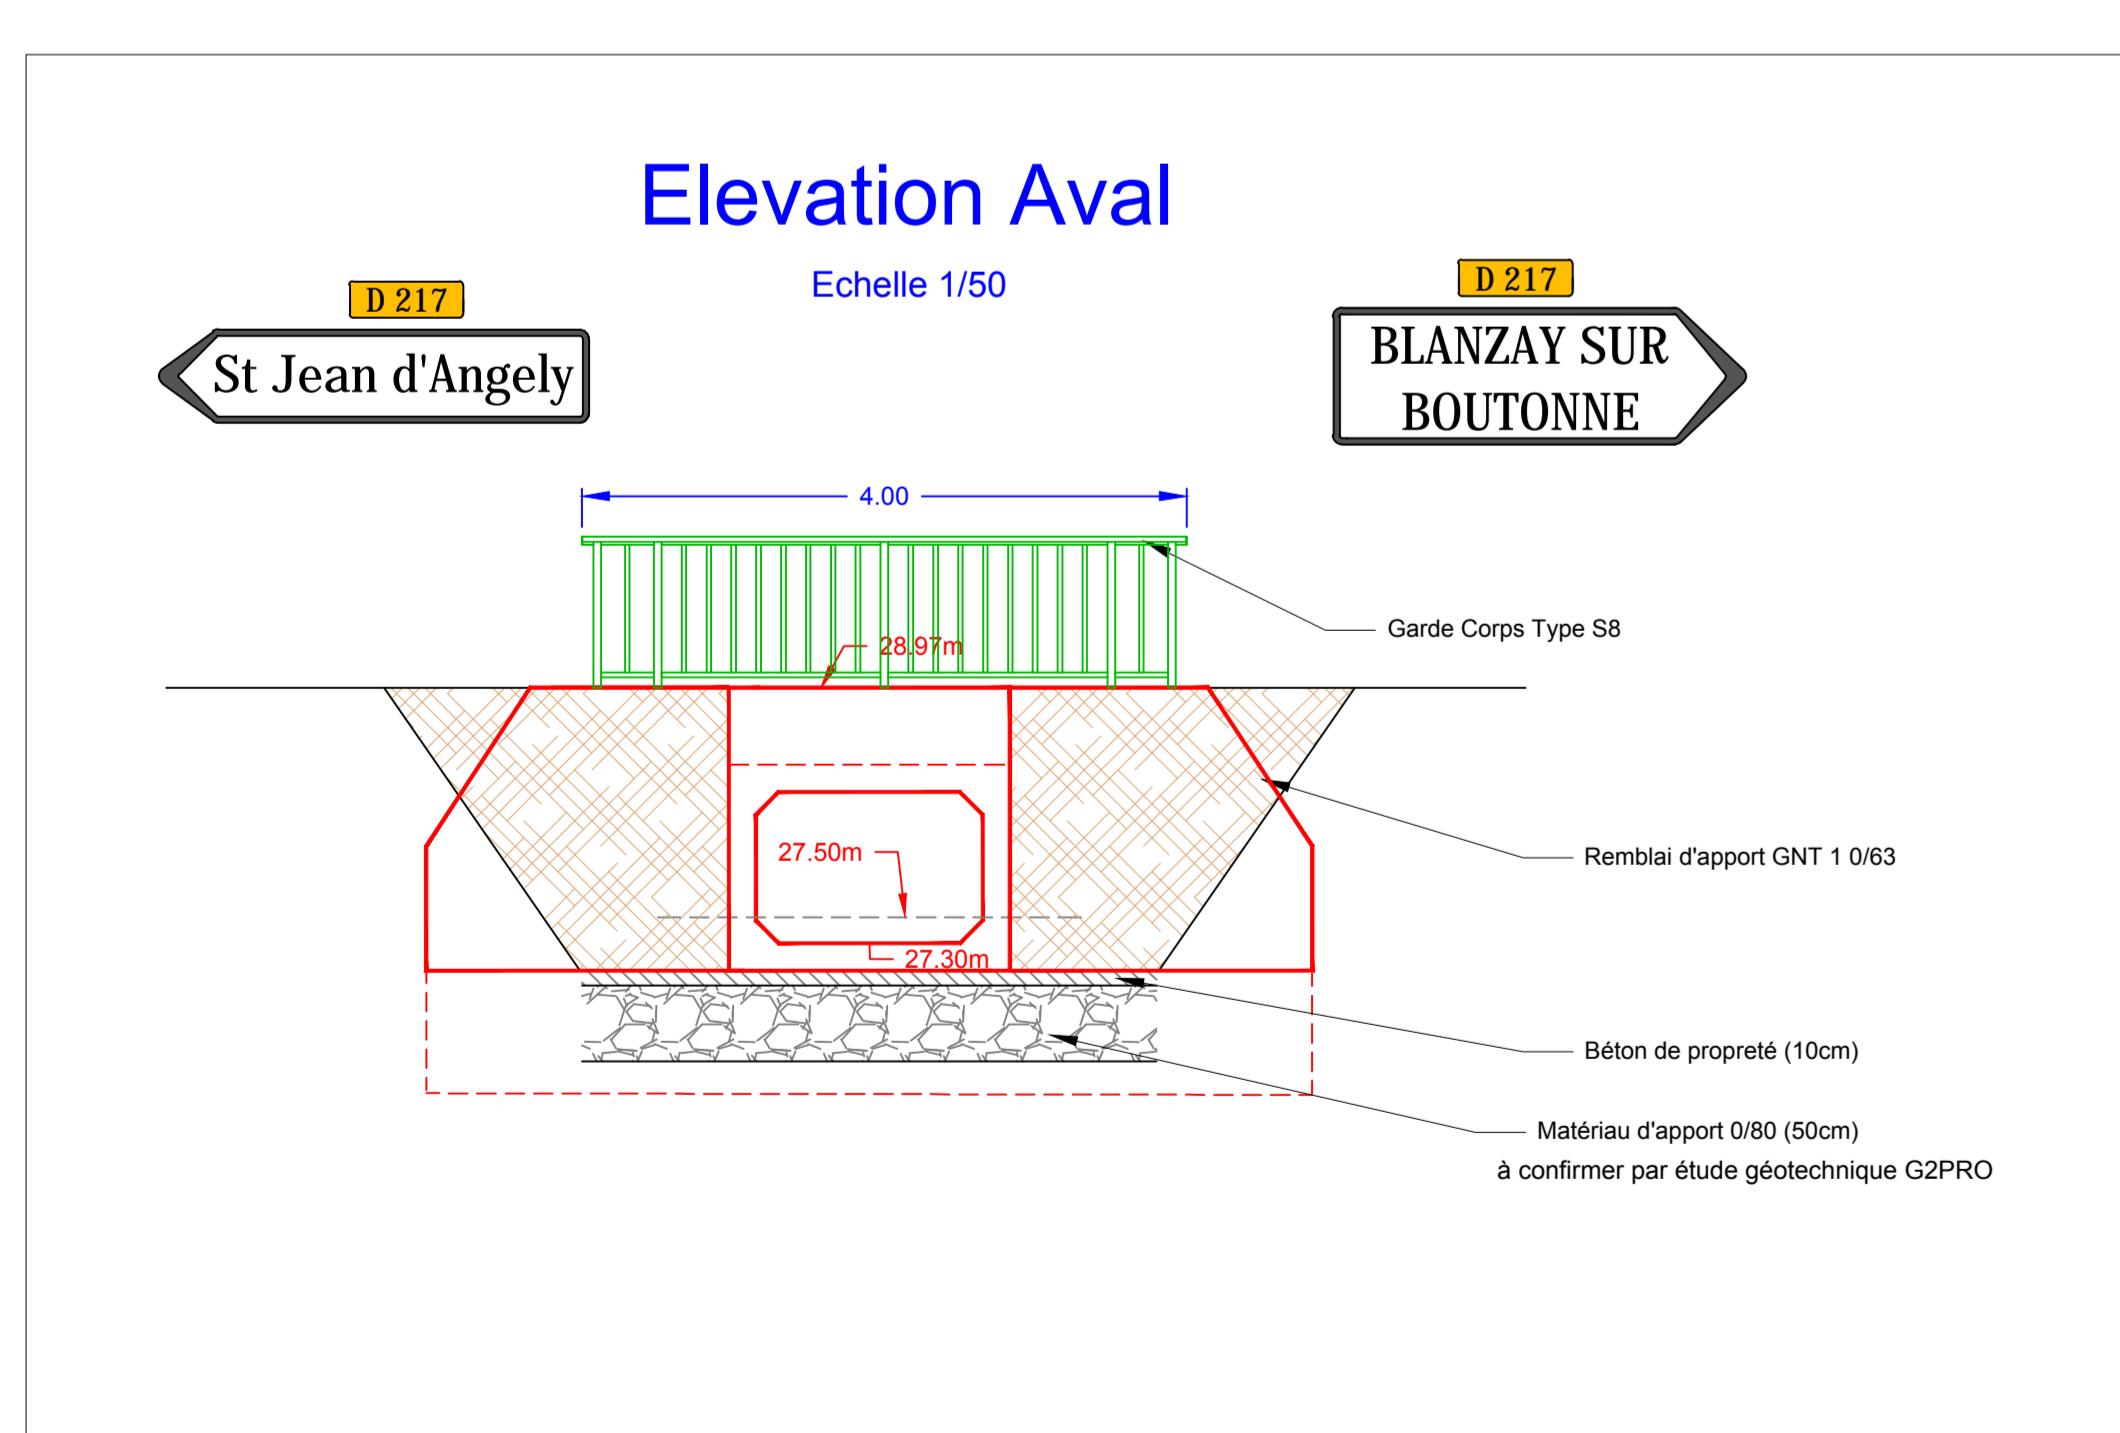 Elevation Aval
Echelle 1/50
D 217
St Jean d'Angely
D 217
BLANZAY SUR
BOUTONNE
4.00
Garde Corps Type S8
28.97m
27.50m
Remblai d'apport GNT 1 0/63
27.30m
Béton de propreté (10cm)
Matériau d'apport 0/80 (50cm)
à confirmer par étude géotechnique G2PRO